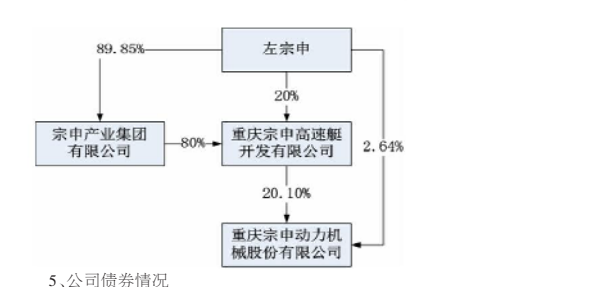 左宗申
89.85%
20%
宗申产业集团
有限公司
80%
重庆宗申高速艇
开发有限公司
2.64%
20.10%
重庆宗申动力机
械股份有限公司
5、公司债券情况